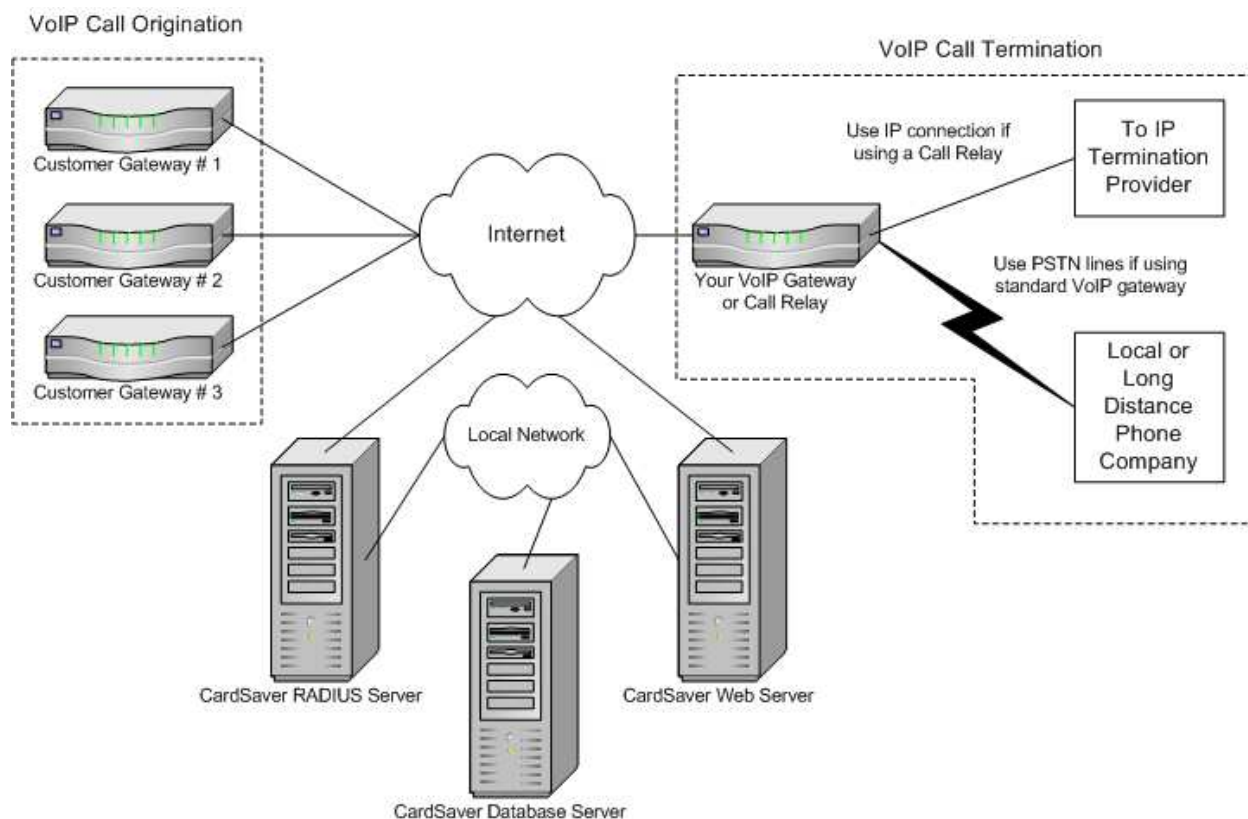 VoIP Call Origination
Customer Gateway # 1
Customer Gateway # 2
Customer Gateway # 3
Internet
VoIP Call Termination
Use IP connection if
using a Call Relay
To IP
Termination
Provider
Your VoIP Gateway
or Call Relay
Use PSTN lines if using
standard VoIP gateway
Local or
Long
Distance
Phone
Company
Local Network
CardSaver RADIUS Server
CardSaver Web Server
CardSaver Database Server